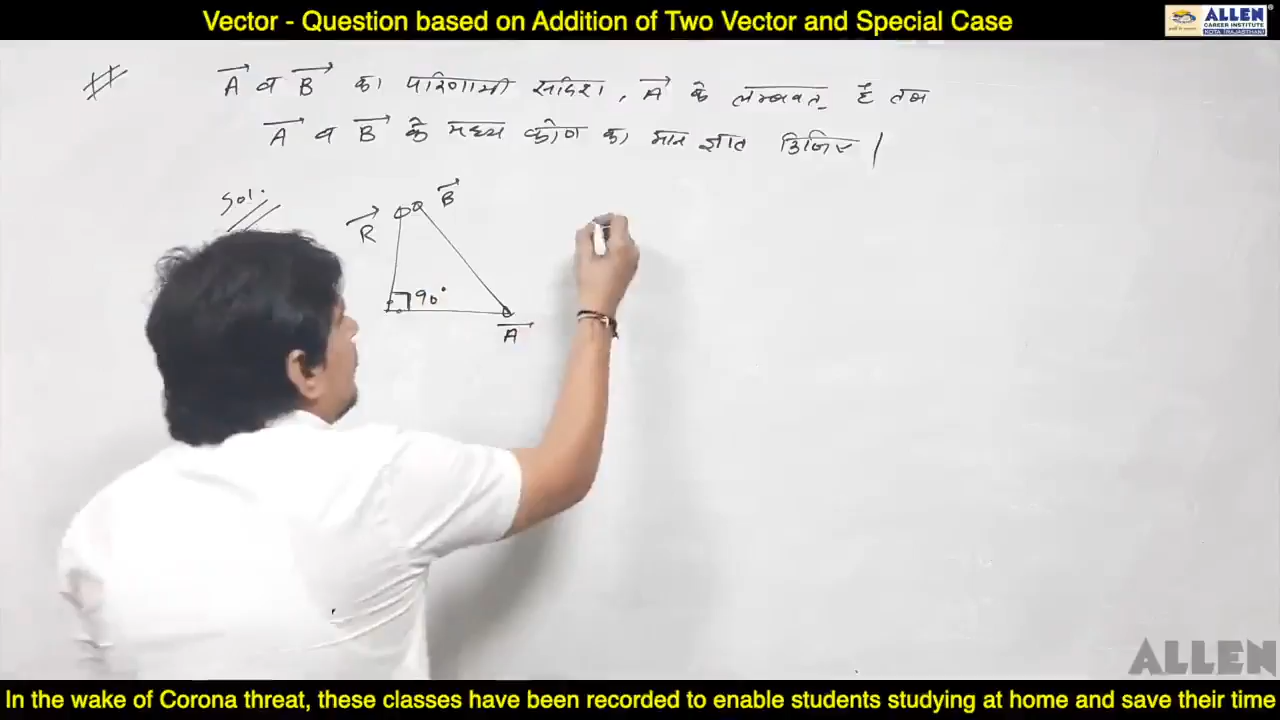 Vector - Question based on Addition of Two Vector and Special Case
ALLEN
CAREER INSTITUTE
KOTA (RAJASTHAN)
# A व B का परिणामी सदिश, A के लम्बवत् है तब
A व B के मध्य कोण का मान ज्ञात किजिए।
Sol.
B
R
90°
A
ALLEN
In the wake of Corona threat, these classes have been recorded to enable students studying at home and save their time